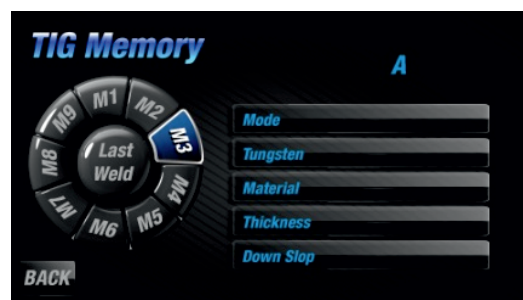 TIG Memory
A
M1
M2
M3
M4
M5
M6
M7
M8
M9
Last
Weld
Mode
Tungsten
Material
Thickness
Down Slop
BACK